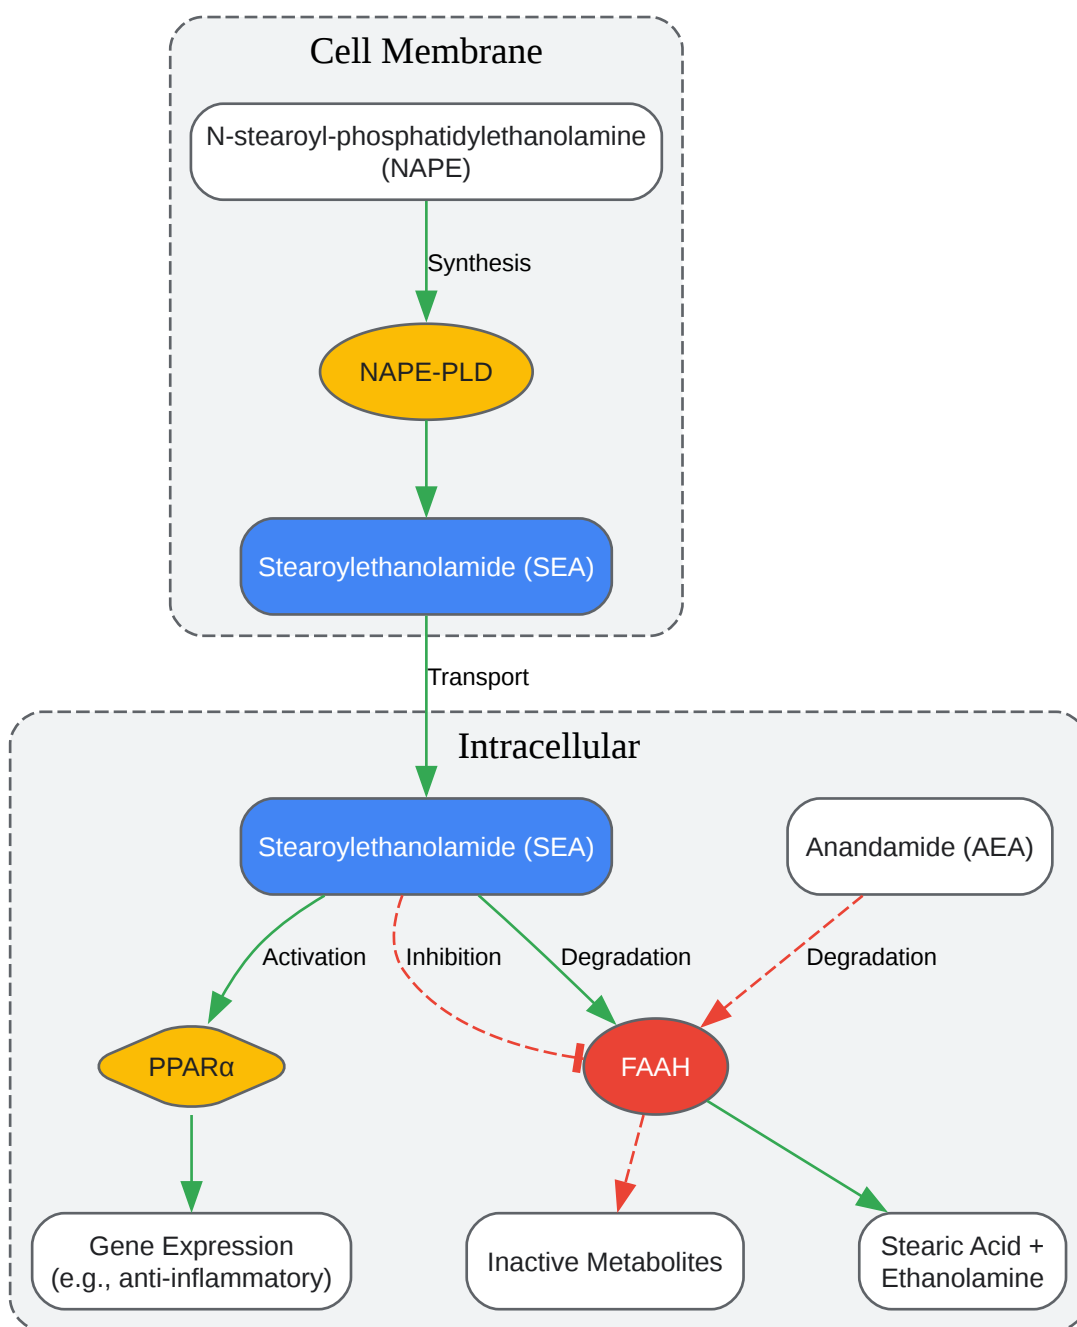 Cell Membrane
N-stearoyl-phosphatidylethanolamine
(NAPE)
Synthesis
NAPE-PLD
Stearoylethanolamide (SEA)
Transport
Intracellular
Stearoylethanolamide (SEA)
Anandamide (AEA)
Activation
Inhibition
Degradation
Degradation
PPARα
FAAH
Gene Expression
(e.g., anti-inflammatory)
Inactive Metabolites
Stearic Acid +
Ethanolamine